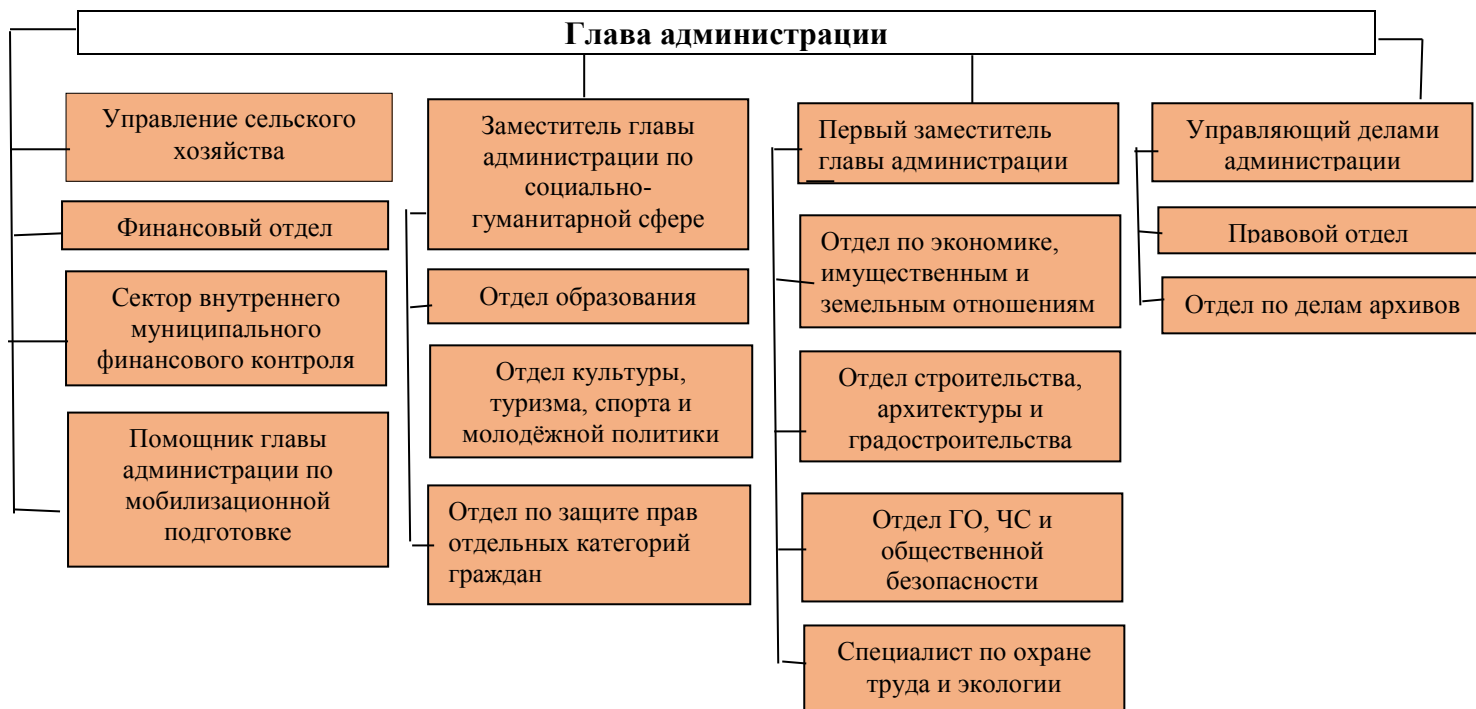 Глава администрации
Управление сельского
хозяйства
Финансовый отдел
Сектор внутреннего
муниципального
финансового контроля
Помощник главы
администрации по
мобилизационной
подготовке
Заместитель главы
администрации по
социально-
гуманитарной сфере
Отдел образования
Отдел культуры,
туризма, спорта и
молодёжной политики
Отдел по защите прав
отдельных категорий
граждан
Первый заместитель
главы администрации
Отдел по экономике,
имущественным и
земельным отношениям
Отдел строительства,
архитектуры и
градостроительства
Отдел ГО, ЧС и
общественной
безопасности
Специалист по охране
труда и экологии
Управляющий делами
администрации
Правовой отдел
Отдел по делам архивов